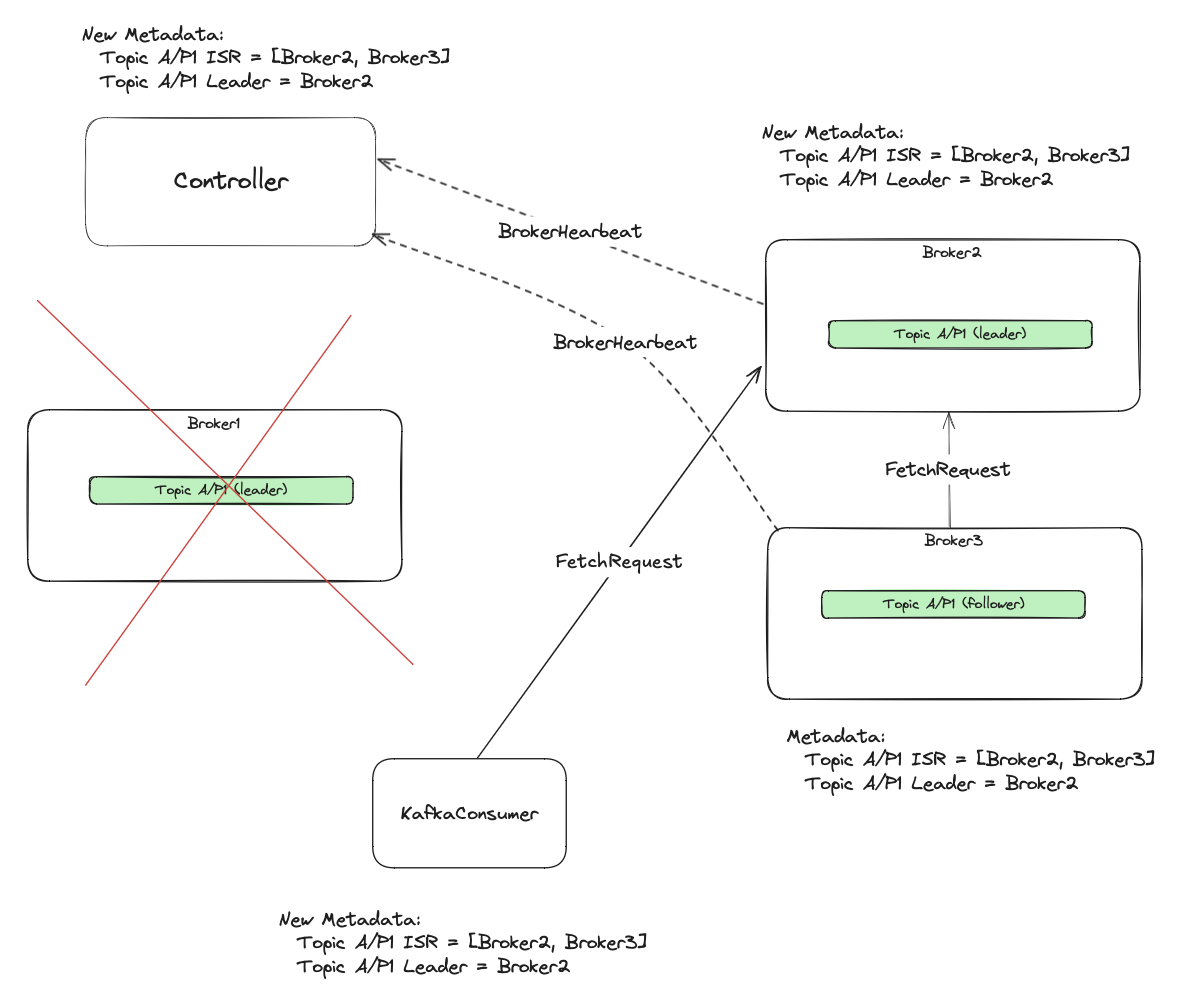 New Metadata:
Topic A/P1 ISR = [Broker2, Broker3]
Topic A/P1 Leader = Broker2
Controller
New Metadata:
Topic A/P1 ISR = [Broker2, Broker3]
Topic A/P1 Leader = Broker2
BrokerHearbeat
Broker2
Topic A/P1 (leader)
BrokerHearbeat
Broker1
Topic A/P1 (leader)
FetchRequest
Broker3
Topic A/P1 (follower)
FetchRequest
Metadata:
Topic A/P1 ISR = [Broker2, Broker3]
Topic A/P1 Leader = Broker2
KafkaConsumer
New Metadata:
Topic A/P1 ISR = [Broker2, Broker3]
Topic A/P1 Leader = Broker2